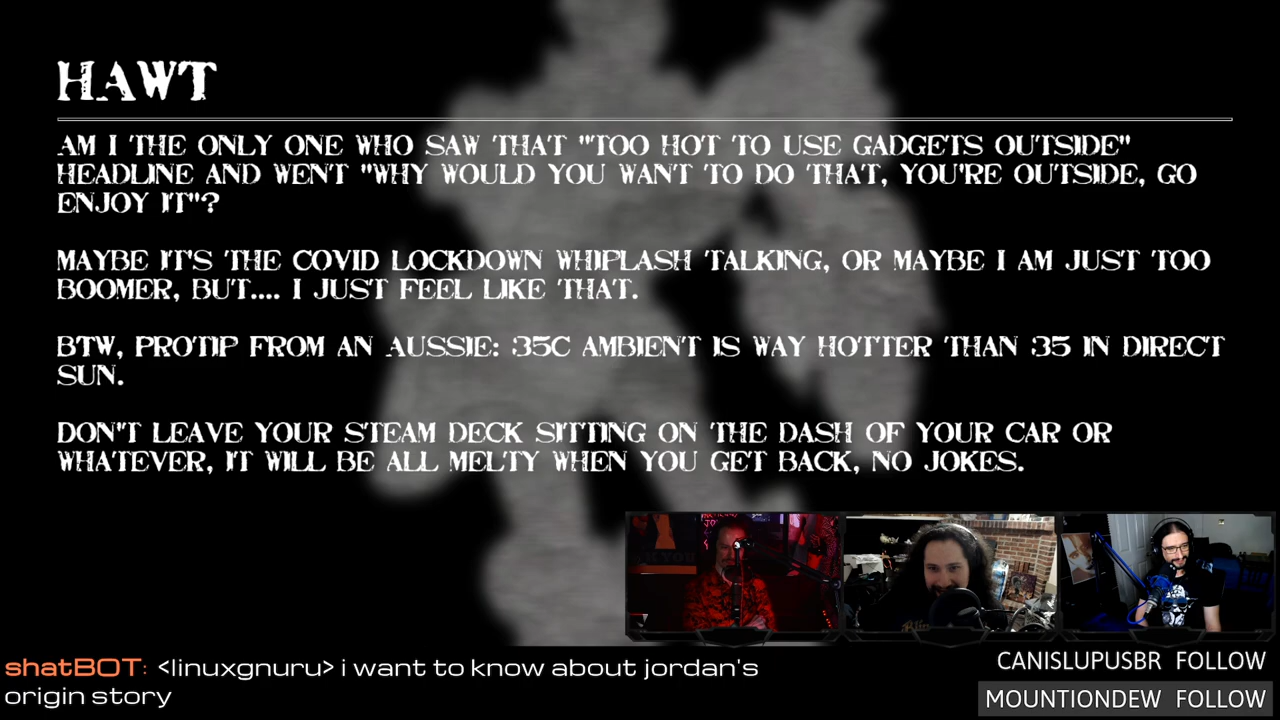 HAWT
AM I THE ONLY ONE WHO SAW THAT "TOO HOT TO USE GADGETS OUTSIDE"
HEADLINE AND WENT "WHY WOULD YOU WANT TO DO THAT, YOU'RE OUTSIDE, GO
ENJOY IT"?
MAYBE IT'S THE COVID LOCKDOWN WHIPLASH TALKING, OR MAYBE I AM JUST TOO
BOOMER, BUT.... I JUST FEEL LIKE THAT.
BTW, PROTIP FROM AN AUSSIE: 35C AMBIENT IS WAY HOTTER THAN 35 IN DIRECT
SUN.
DON'T LEAVE YOUR STEAM DECK SITTING ON THE DASH OF YOUR CAR OR
WHATEVER, IT WILL BE ALL MELTY WHEN YOU GET BACK, NO JOKES.
shatBOT: <linuxgnuru> i want to know about jordan's
origin story
CANISLUPUSBR FOLLOW
MOUNTIONDEW FOLLOW